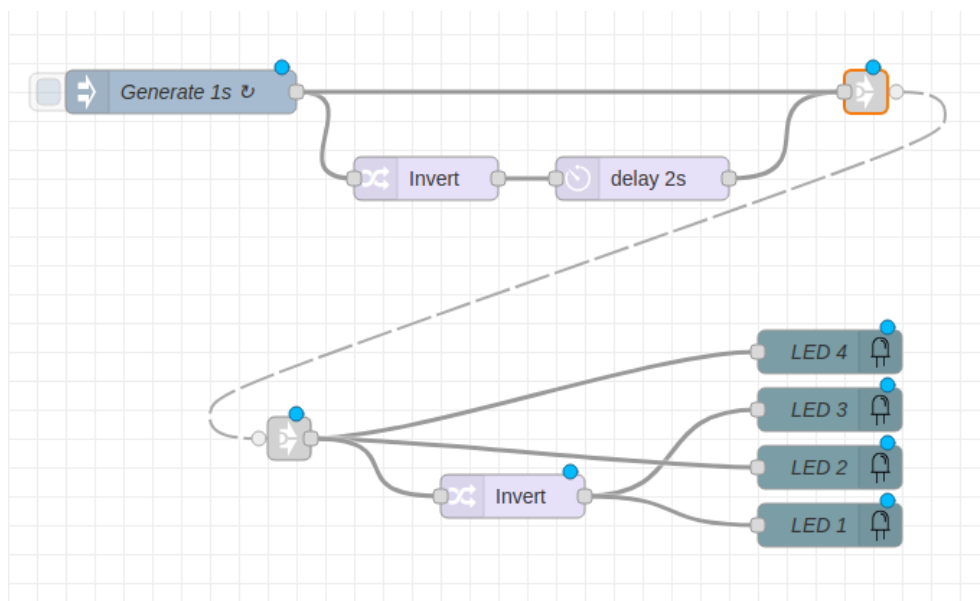 Generate 1s ↻
Invert
delay 2s
LED 4
LED 3
LED 2
Invert
LED 1